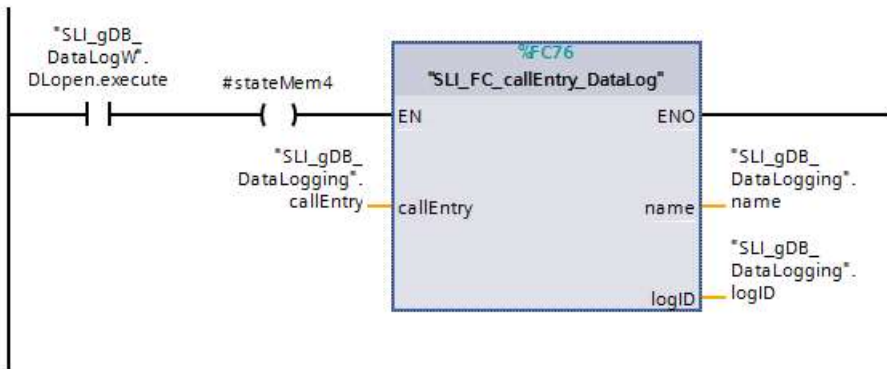 "SLI_gDB_
DataLogW".
DLopen.execute
#stateMem4
%FC76
"SLI_FC_callEntry_DataLog"
EN
ENO
"SLI_gDB_
DataLogging".
callEntry
callEntry
name
"SLI_gDB_
DataLogging".
name
logID
"SLI_gDB_
DataLogging".
logID